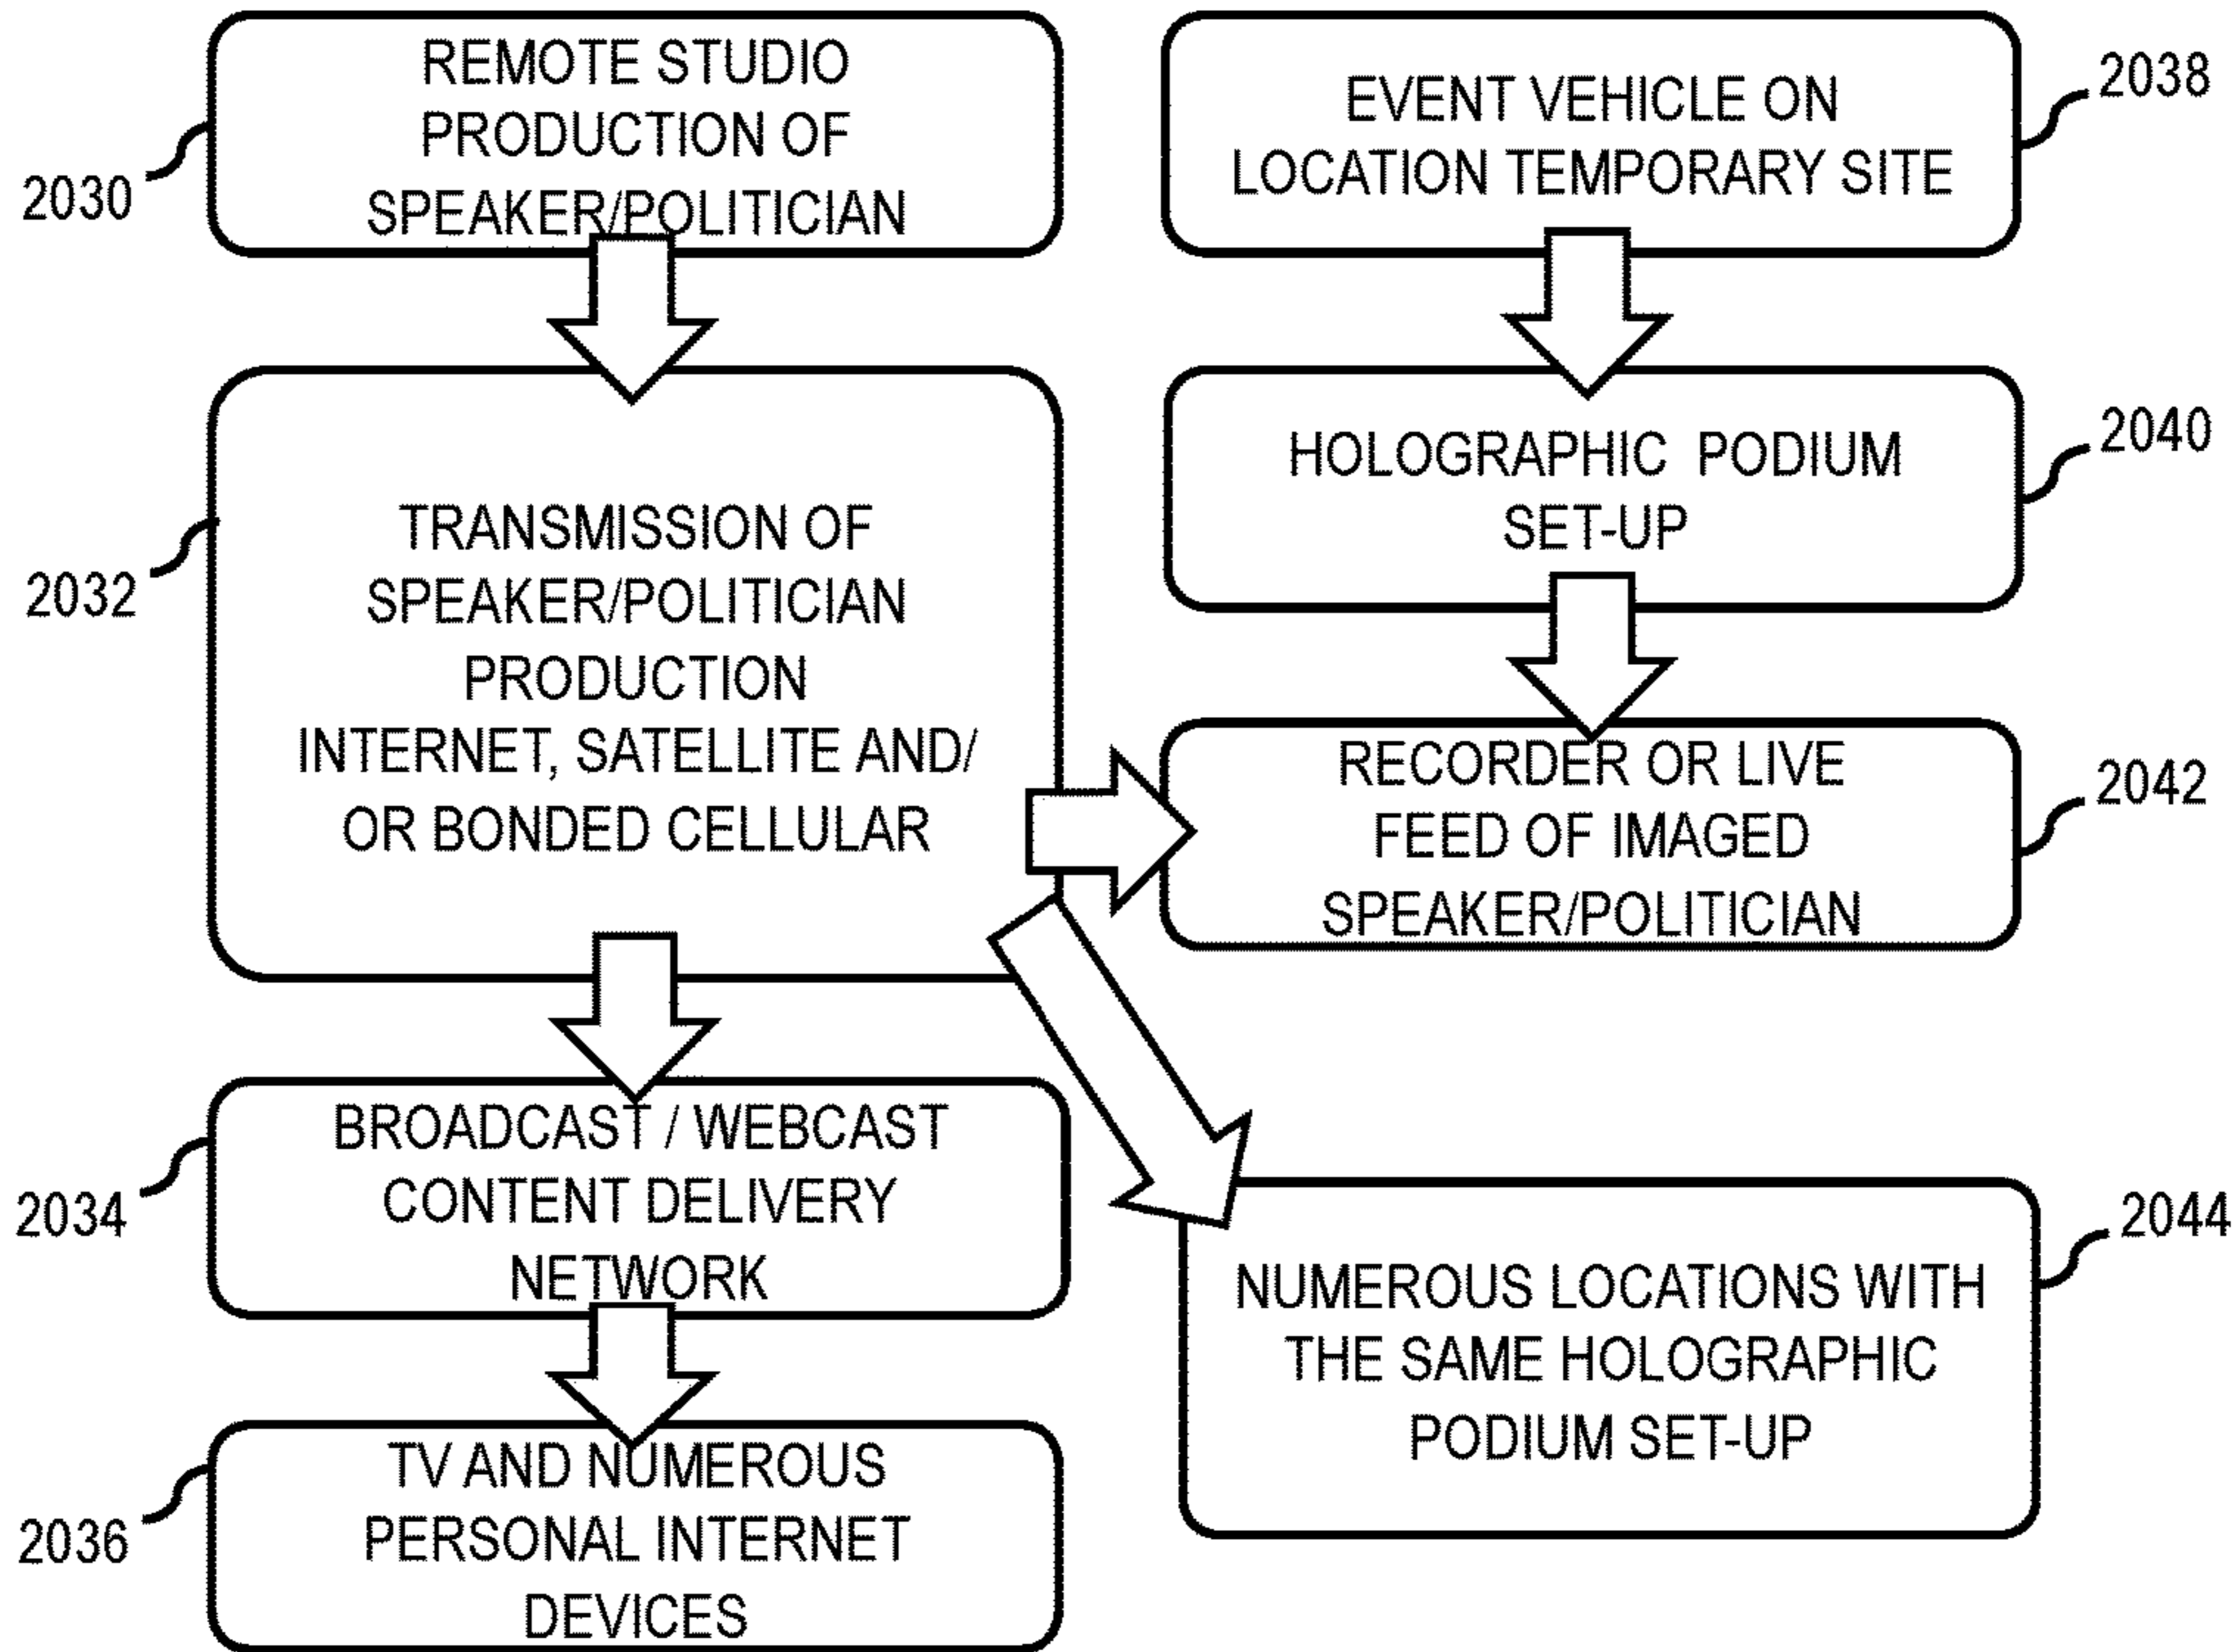 REMOTE STUDIO
PRODUCTION OF
SPEAKER/POLITICIAN
2030
TRANSMISSION OF
SPEAKER/POLITICIAN
PRODUCTION
INTERNET, SATELLITE AND/
OR BONDED CELLULAR
2032
BROADCAST / WEBCAST
CONTENT DELIVERY
NETWORK
2034
TV AND NUMEROUS
PERSONAL INTERNET
DEVICES
2036
EVENT VEHICLE ON
LOCATION TEMPORARY SITE
2038
HOLOGRAPHIC PODIUM
SET-UP
2040
RECORDER OR LIVE
FEED OF IMAGED
SPEAKER/POLITICIAN
2042
NUMEROUS LOCATIONS WITH
THE SAME HOLOGRAPHIC
PODIUM SET-UP
2044